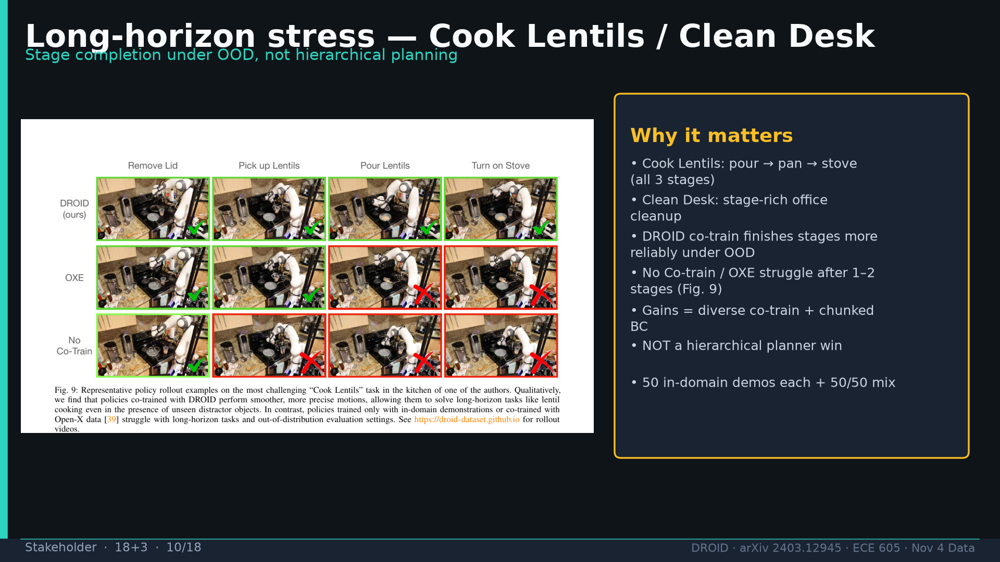 Long-horizon stress — Cook Lentils / Clean Desk
Stage completion under OOD, not hierarchical planning
Remove Lid
Pick up Lentils
Pour Lentils
Turn on Stove
DROID
(ours)
OXE
No
Co-Train
Fig. 9: Representative policy rollout examples on the most challenging “Cook Lentils” task in the kitchen of one of the authors. Qualitatively,
we find that policies co-trained with DROID perform smoother, more precise motions, allowing them to solve long-horizon tasks like lentil
cooking even in the presence of unseen distractor objects. In contrast, policies trained only with in-domain demonstrations or co-trained with
Open-X data [39] struggle with long-horizon tasks and out-of-distribution evaluation settings. See https://droid-dataset.github.io for rollout
videos.
Why it matters
• Cook Lentils: pour → pan → stove
(all 3 stages)
• Clean Desk: stage-rich office
cleanup
• DROID co-train finishes stages more
reliably under OOD
• No Co-train / OXE struggle after 1–2
stages (Fig. 9)
• Gains = diverse co-train + chunked
BC
• NOT a hierarchical planner win
• 50 in-domain demos each + 50/50 mix
Stakeholder · 18+3 · 10/18
DROID · arXiv 2403.12945 · ECE 605 · Nov 4 Data